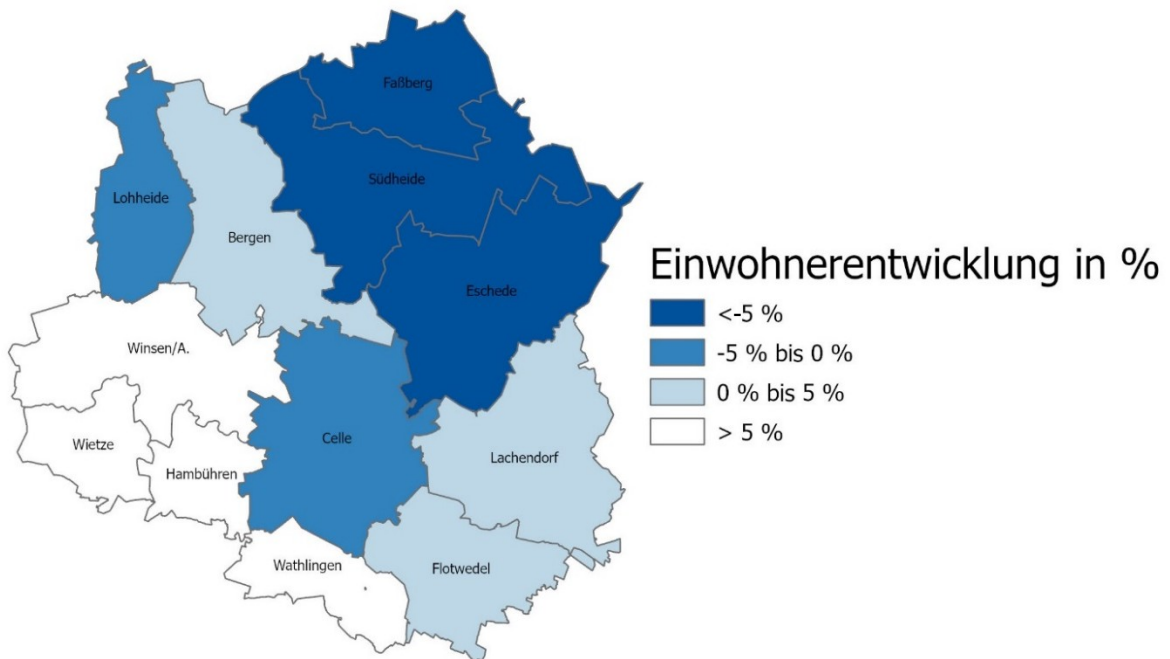 Faßberg
Südheide
Lohheide
Bergen
Eschede
Winsen/A.
Wietze
Hambühren
Celle
Lachendorf
Wathlingen
Flotwedel
Einwohnerentwicklung in %
<-5 %
-5 % bis 0 %
0 % bis 5 %
> 5 %